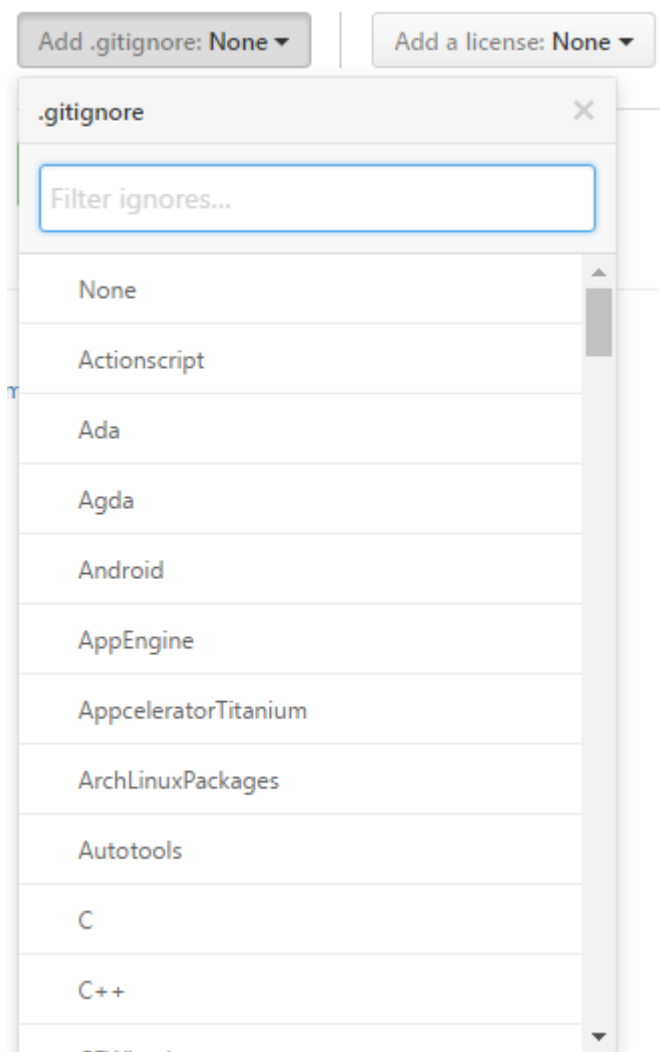 Add .gitignore: None Add a license: None
.gitignore
Filter ignores...
None
Actionscript
Ada
Agda
Android
AppEngine
AppceleratorTitanium
ArchLinuxPackages
Autotools
C
C++